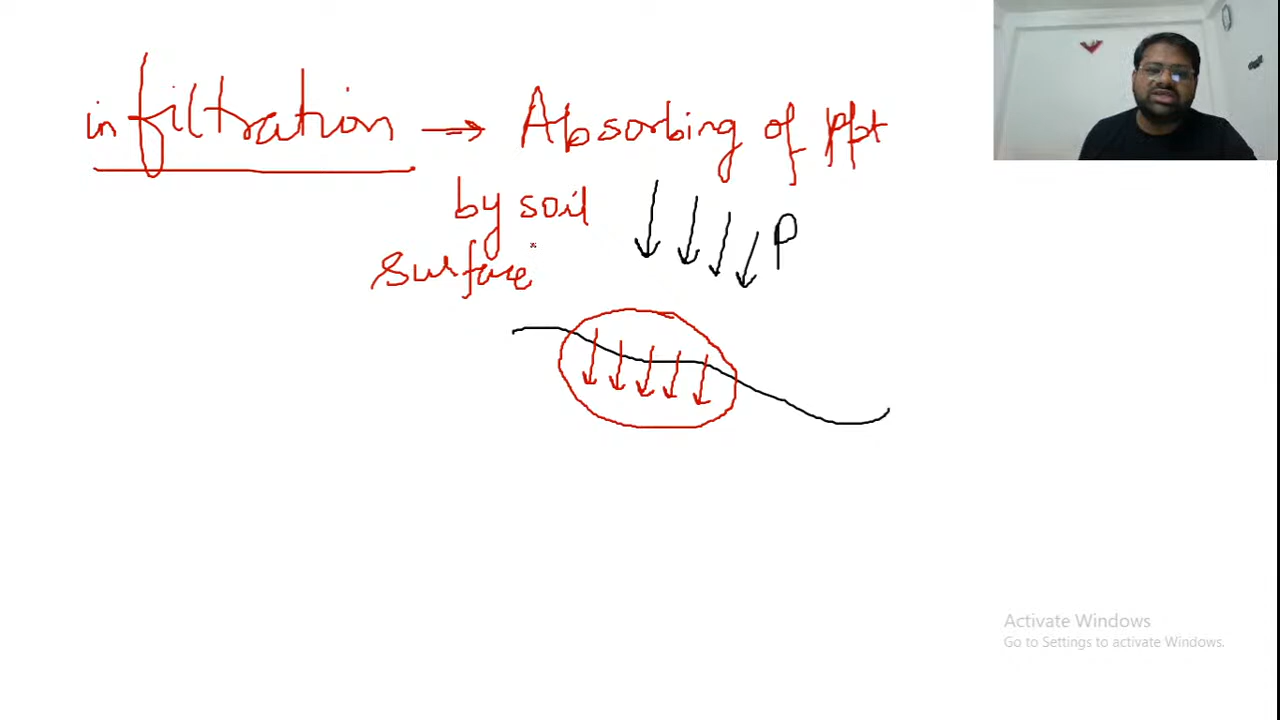 infiltration → Absorbing of ppt
by soil
surface
P
Activate Windows
Go to Settings to activate Windows.